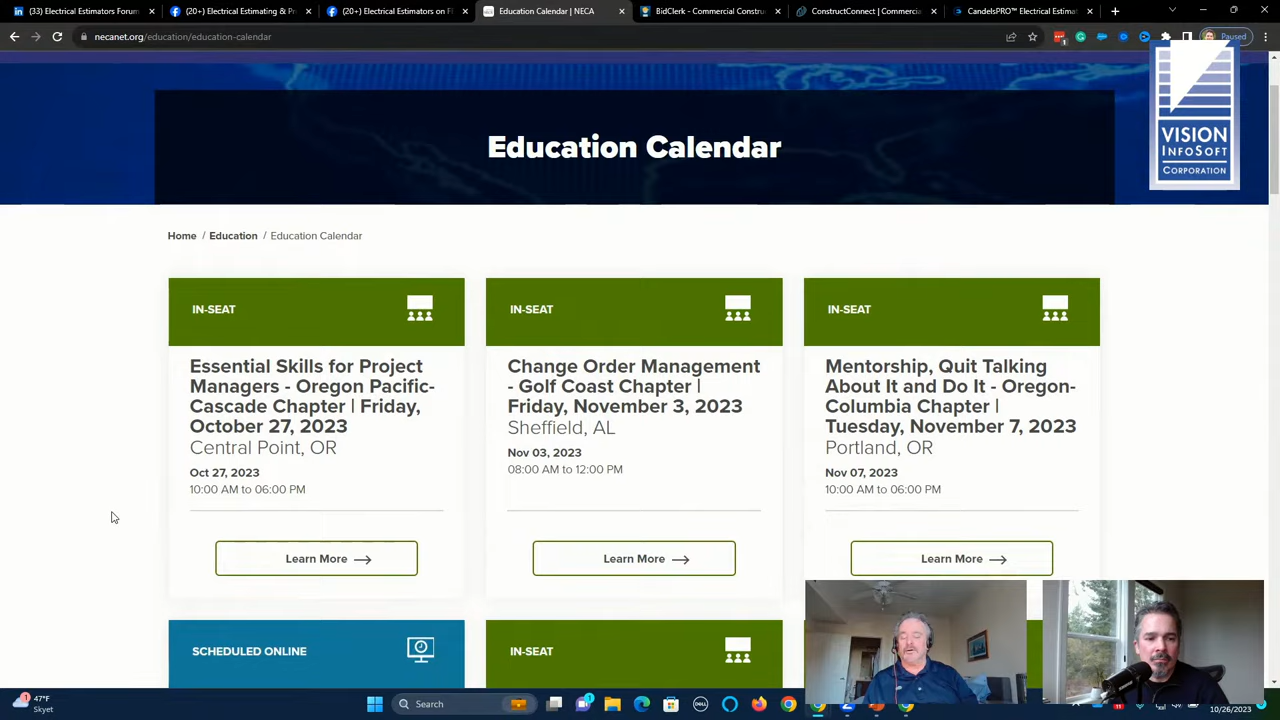 (33) Electrical Estimators Forum
(20+) Electrical Estimating & Pr
(20+) Electrical Estimators on F
Education Calendar | NECA
BidClerk - Commercial Constru
ConstructConnect | Commercia
CandelsPRO™ Electrical Estimat
necanet.org/education/education-calendar
Paused
VISION
INFOSOFT
CORPORATION
Education Calendar
Home / Education / Education Calendar
IN-SEAT
Essential Skills for Project
Managers - Oregon Pacific-
Cascade Chapter | Friday,
October 27, 2023
Central Point, OR
Oct 27, 2023
10:00 AM to 06:00 PM
Learn More
IN-SEAT
Change Order Management
- Golf Coast Chapter |
Friday, November 3, 2023
Sheffield, AL
Nov 03, 2023
08:00 AM to 12:00 PM
Learn More
IN-SEAT
Mentorship, Quit Talking
About It and Do It - Oregon-
Columbia Chapter |
Tuesday, November 7, 2023
Portland, OR
Nov 07, 2023
10:00 AM to 06:00 PM
Learn More
SCHEDULED ONLINE
IN-SEAT
47°F
Skyet
Search
DELL
10/26/2023